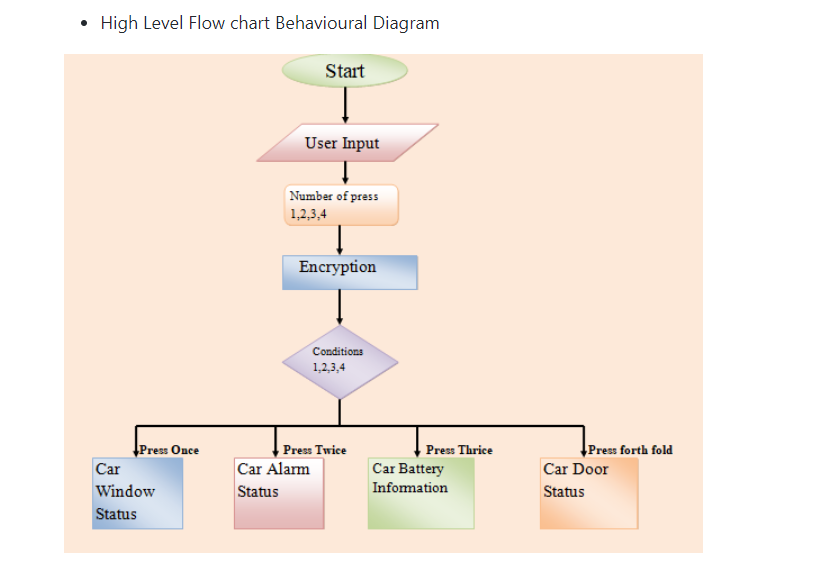 High Level Flow chart Behavioural Diagram
Start
User Input
Number of press
1,2,3,4
Encryption
Conditions
1,2,3,4
Press Once
Press Twice
Press Thrice
Press forth fold
Car
Window
Status
Car Alarm
Status
Car Battery
Information
Car Door
Status